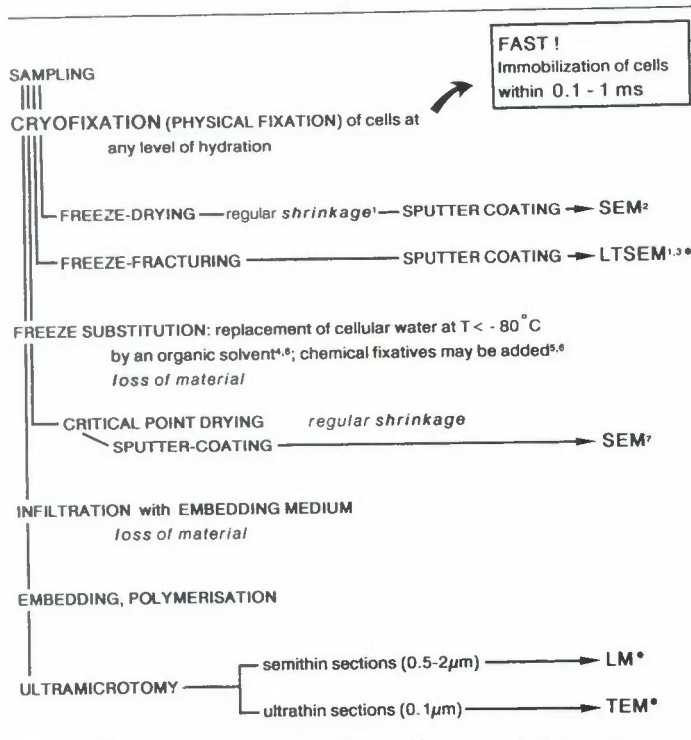 FAST !
Immobilization of cells
within 0.1 - 1 ms
SAMPLING
CRYOFIXATION (PHYSICAL FIXATION) of cells at
any level of hydration
FREEZE-DRYING regular shrinkage¹ SPUTTER COATING SEM²
FREEZE-FRACTURING SPUTTER COATING LTSEM¹,³*
FREEZE SUBSTITUTION: replacement of cellular water at T < - 80°C
by an organic solvent⁴,⁶; chemical fixatives may be added⁵,⁶
loss of material
CRITICAL POINT DRYING regular shrinkage
SPUTTER-COATING SEM⁷
INFILTRATION with EMBEDDING MEDIUM
loss of material
EMBEDDING, POLYMERISATION
semithin sections (0.5-2µm) LM*
ULTRAMICROTOMY
ultrathin sections (0.1µm) TEM*